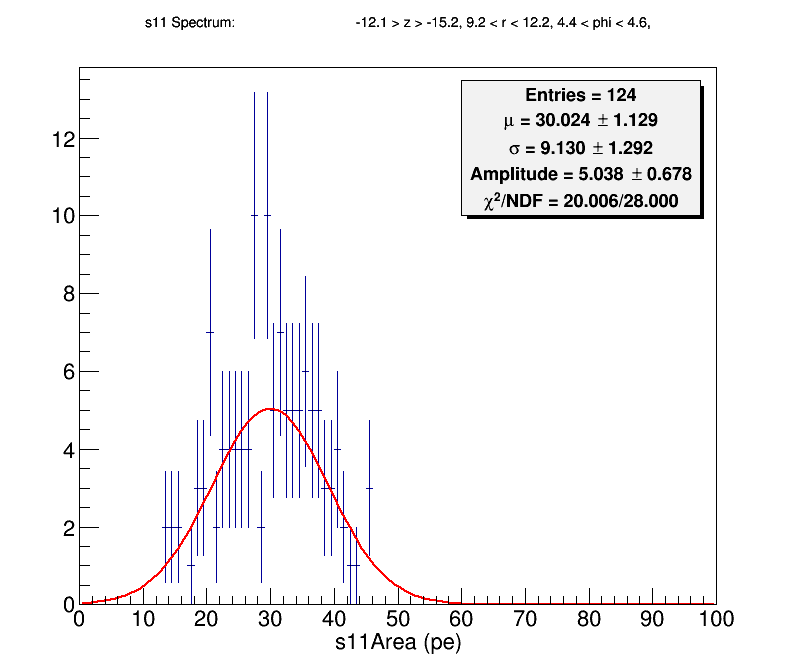 s11 Spectrum: -12.1 > z > -15.2, 9.2 < r < 12.2, 4.4 < phi < 4.6,
Entries = 124
μ = 30.024 ± 1.129
σ = 9.130 ± 1.292
Amplitude = 5.038 ± 0.678
χ²/NDF = 20.006/28.000
12
10
8
6
4
2
0
0 10 20 30 40 50 60 70 80 90 100
s11Area (pe)